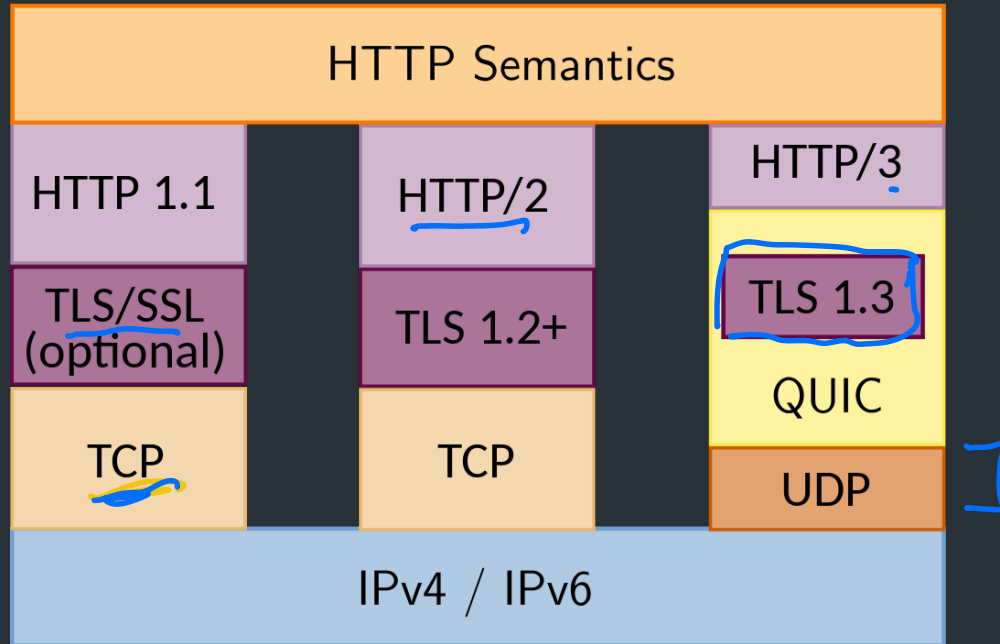 HTTP Semantics
HTTP 1.1
TLS/SSL
(optional)
TCP
HTTP/2
TLS 1.2+
TCP
HTTP/3
TLS 1.3
QUIC
UDP
IPv4 / IPv6